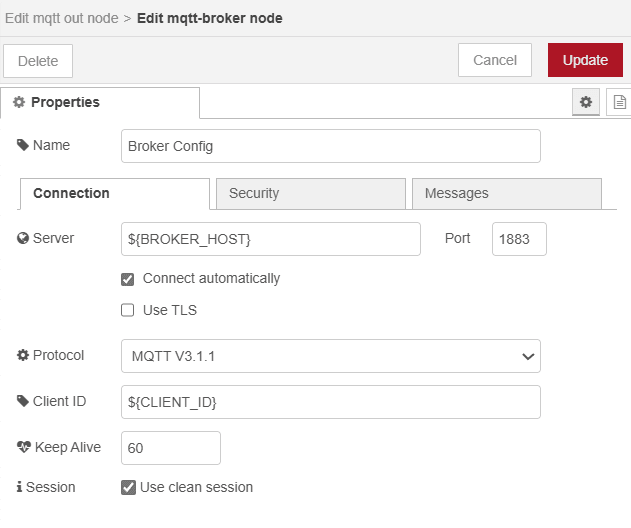 Edit mqtt out node > Edit mqtt-broker node
Delete Cancel Update
Properties
Name Broker Config
Connection Security Messages
Server ${BROKER_HOST} Port 1883
Connect automatically
Use TLS
Protocol MQTT V3.1.1
Client ID ${CLIENT_ID}
Keep Alive 60
Session Use clean session